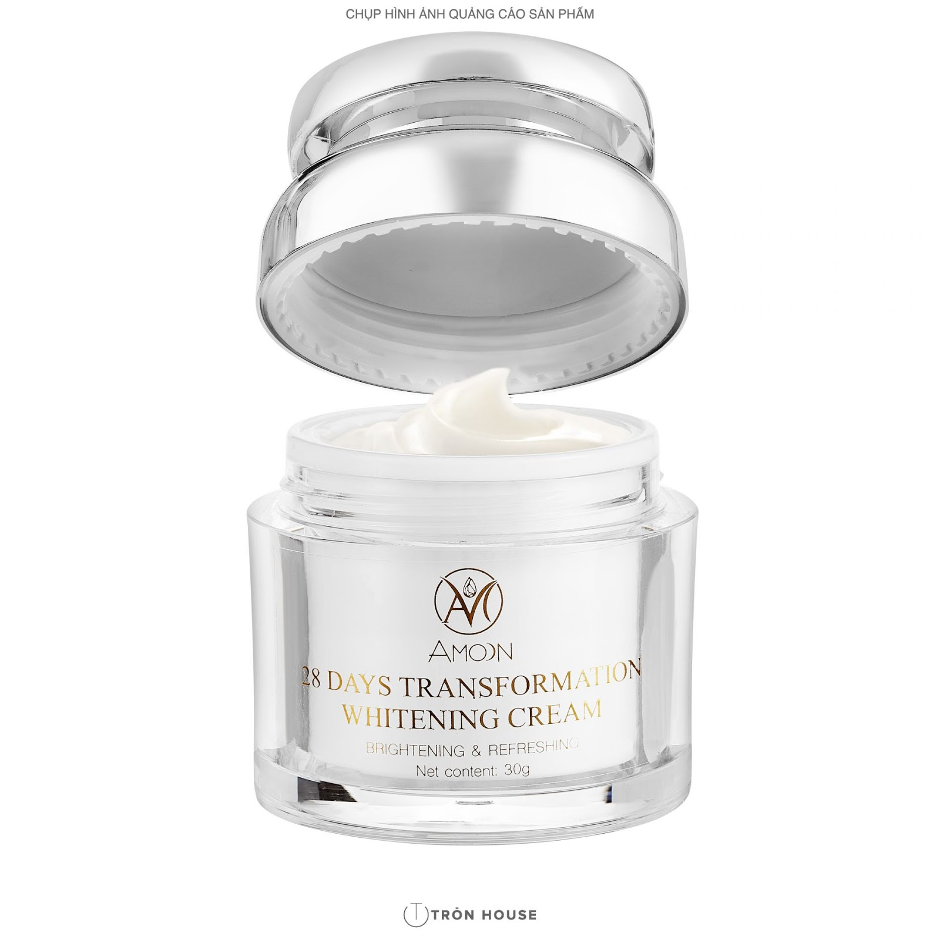 CHỤP HÌNH ẢNH QUẢNG CÁO SẢN PHẨM
AMOON
28 DAYS TRANSFORMATION
WHITENING CREAM
BRIGHTENING & REFRESHING
Net content: 30g
TRÒN HOUSE